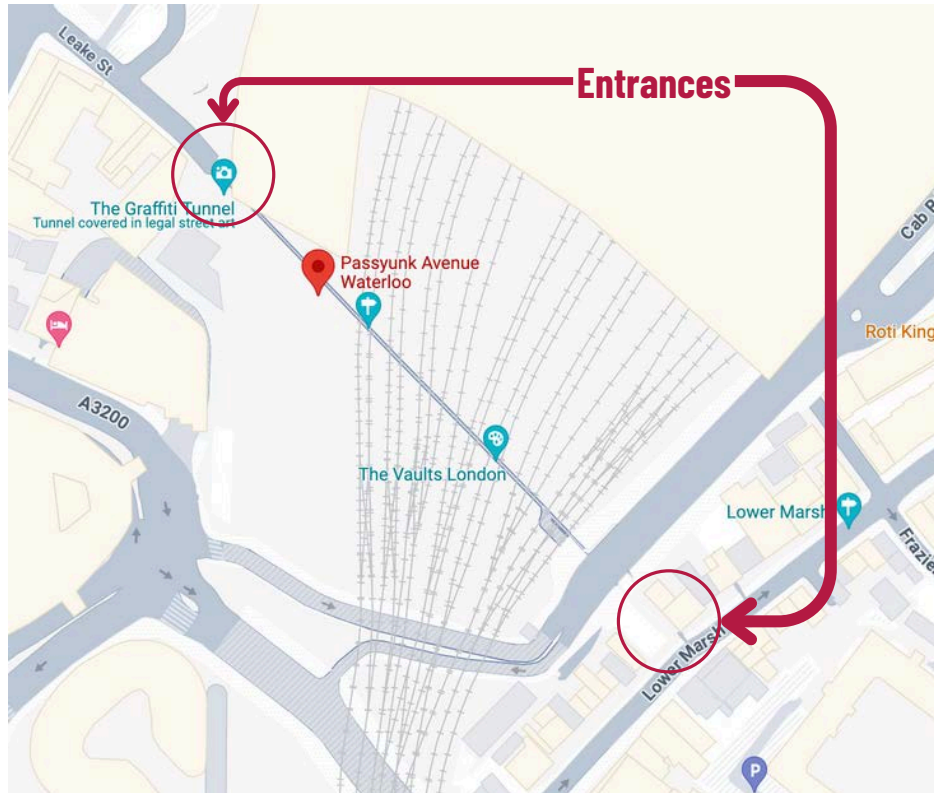 Leake St
Entrances
The Graffiti Tunnel
Tunnel covered in legal street art
Passyunk Avenue
Waterloo
Cab R
Roti King
A3200
The Vaults London
Lower Marsh
Frazie
Lower Marsh
P